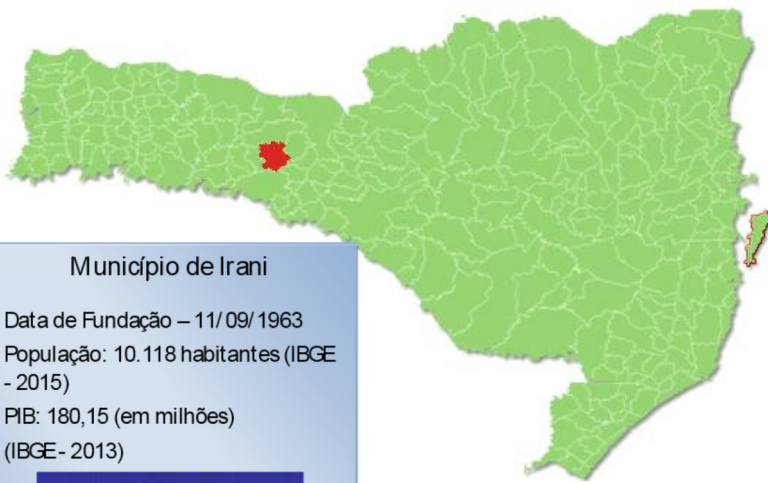 Município de Irani
Data de Fundação – 11/ 09/ 1963
População: 10.118 habitantes (IBGE
- 2015)
PIB: 180,15 (em milhões)
(IBGE - 2013)